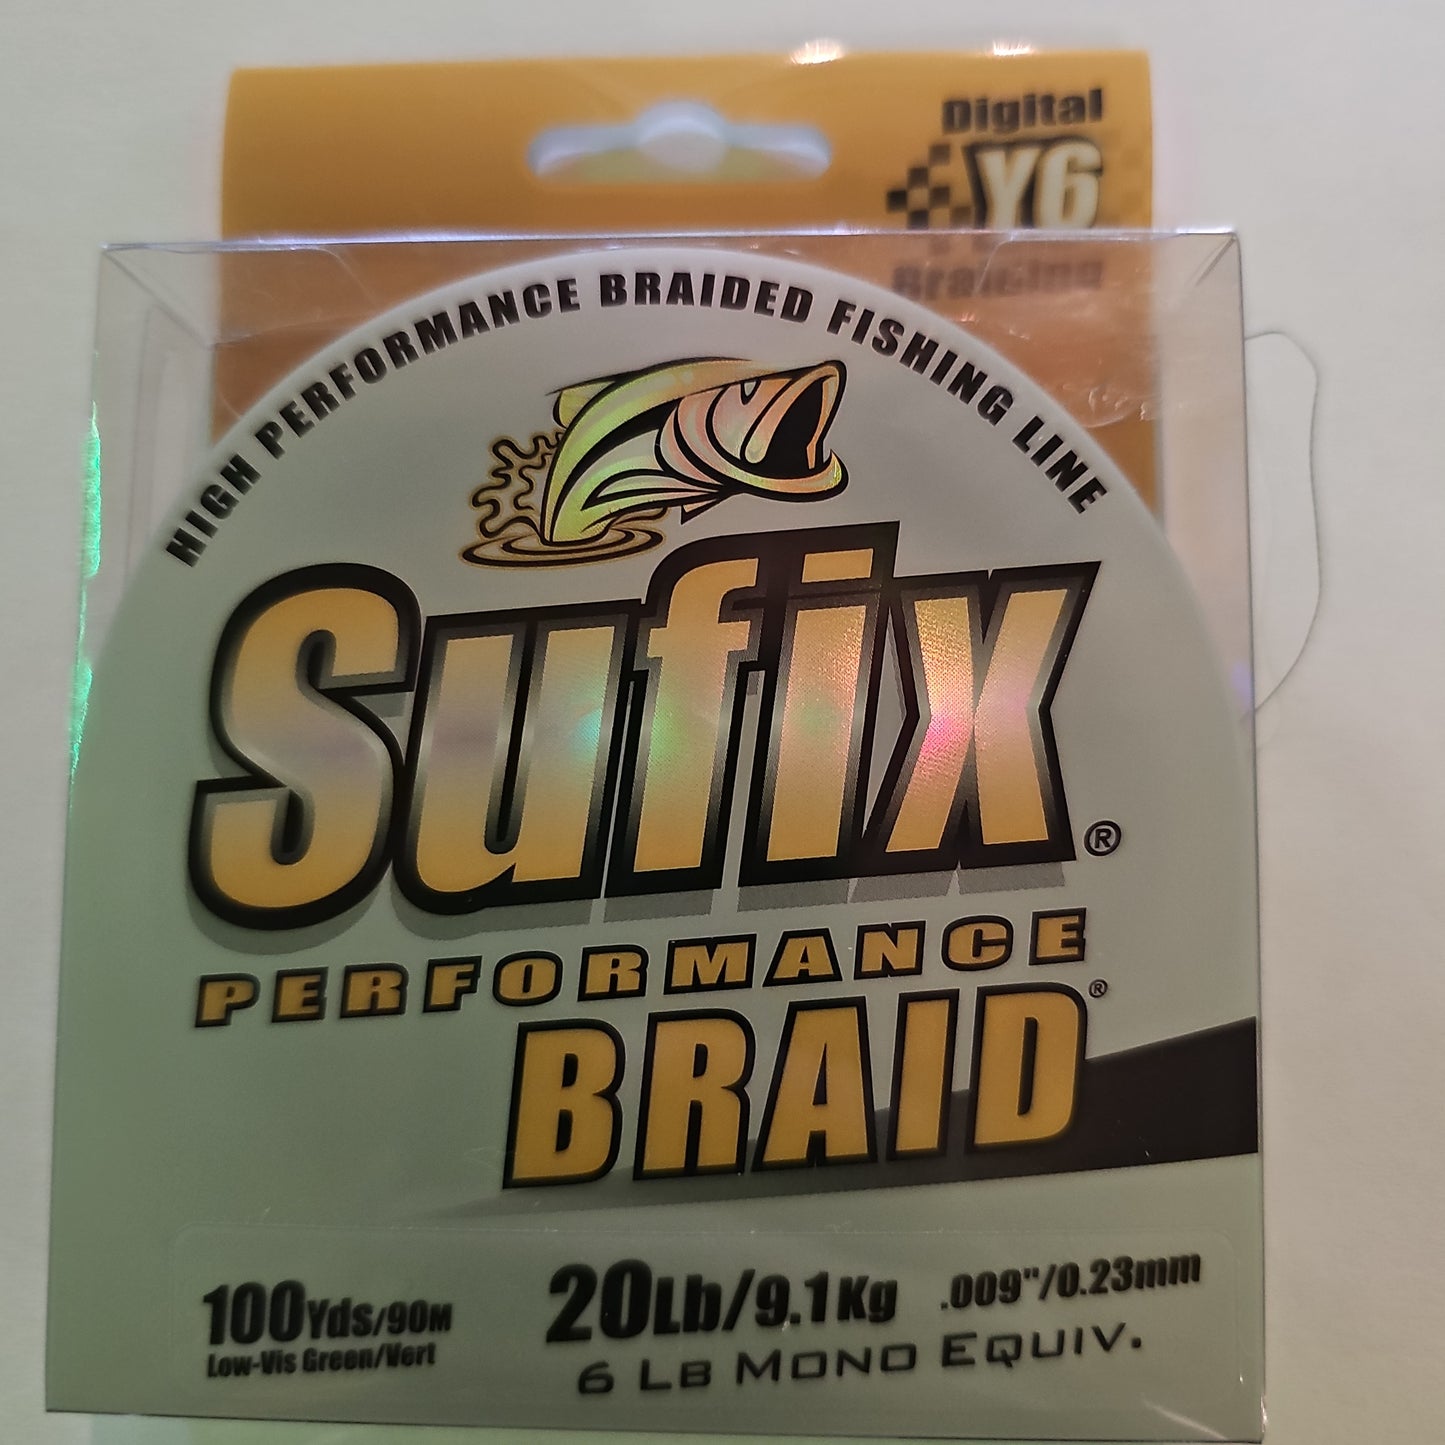 Digital
Y6
Braiding
HIGH PERFORMANCE BRAIDED FISHING LINE
Sufix®
PERFORMANCE
BRAID®
100Yds/90M
Low-Vis Green/Vert
20Lb/9.1Kg .009"/0.23mm
6 LB MONO EQUIV.